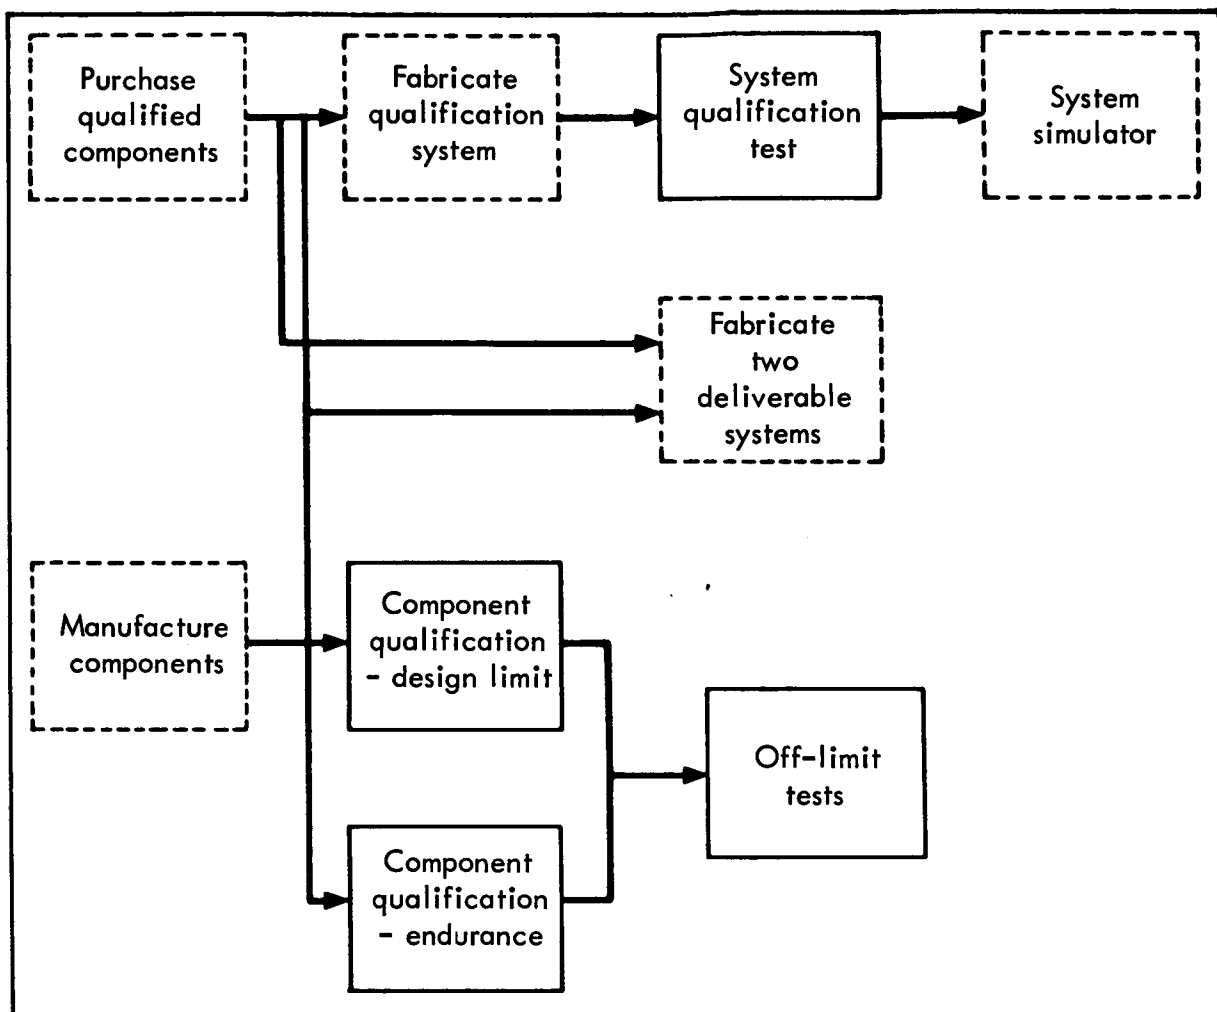 Purchase
qualified
components
Fabricate
qualification
system
System
qualification
test
System
simulator
Fabricate
two
deliverable
systems
Manufacture
components
Component
qualification
- design limit
Off-limit
tests
Component
qualification
- endurance